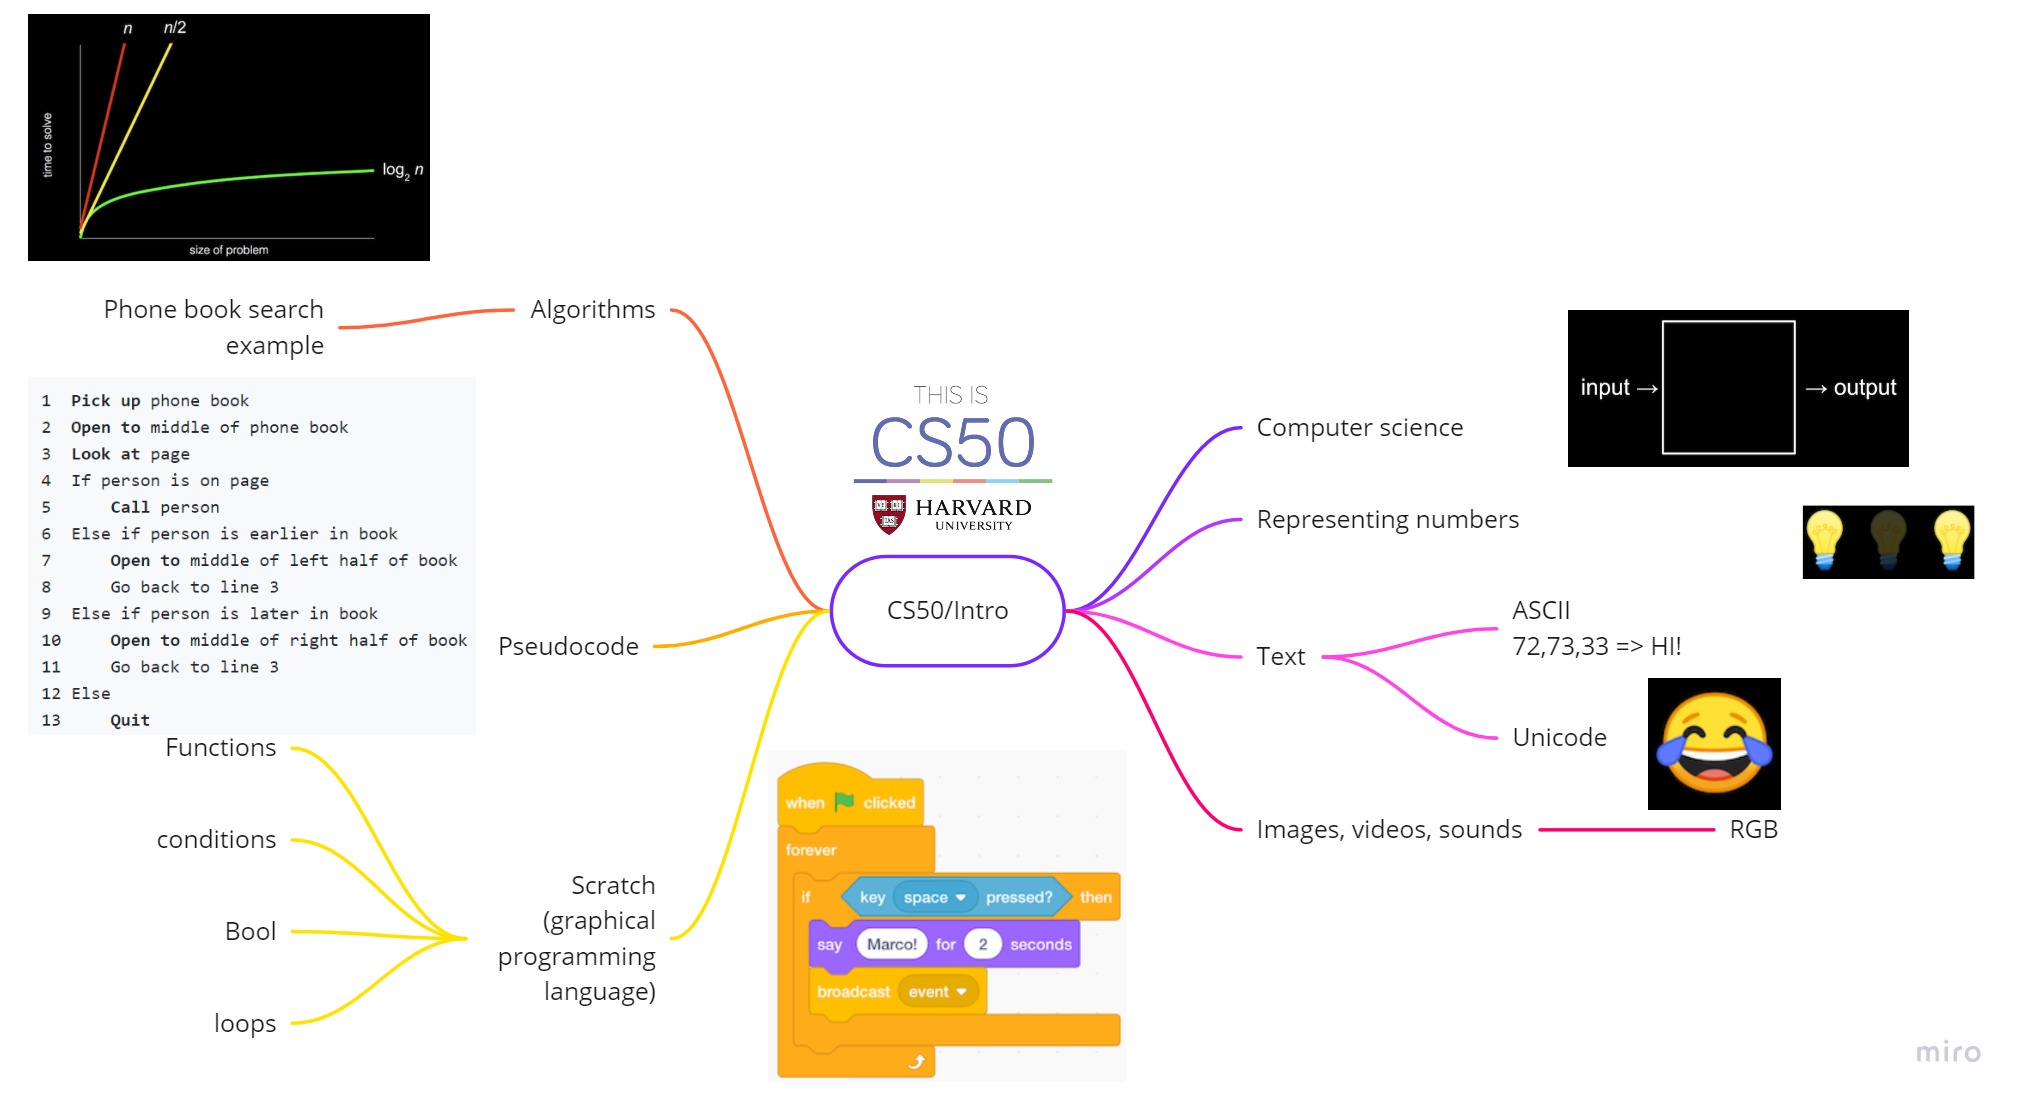 n n/2
time to solve
log2 n
size of problem
Phone book search
example
Algorithms
1 Pick up phone book
2 Open to middle of phone book
3 Look at page
4 If person is on page
5 Call person
6 Else if person is earlier in book
7 Open to middle of left half of book
8 Go back to line 3
9 Else if person is later in book
10 Open to middle of right half of book
11 Go back to line 3
12 Else
13 Quit
Pseudocode
Functions
conditions
Bool
loops
Scratch
(graphical
programming
language)
THIS IS
CS50
HARVARD
UNIVERSITY
CS50/Intro
when clicked
forever
if key space pressed? then
say Marco! for 2 seconds
broadcast event
Computer science
input → → output
Representing numbers
Text
ASCII
72,73,33 => HI!
Unicode
Images, videos, sounds
RGB
miro